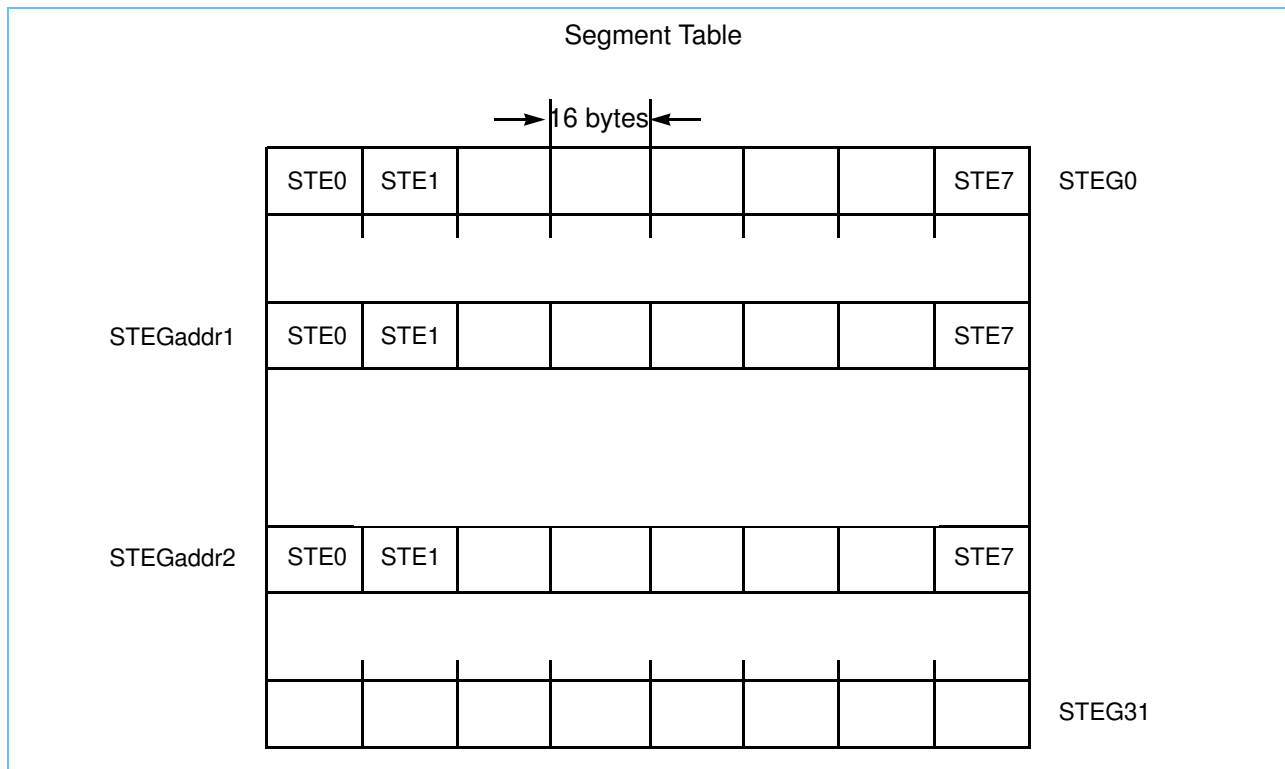 Segment Table
16 bytes
STE0 STE1 STE7 STEG0
STEGaddr1 STE0 STE1 STE7
STEGaddr2 STE0 STE1 STE7
STEG31